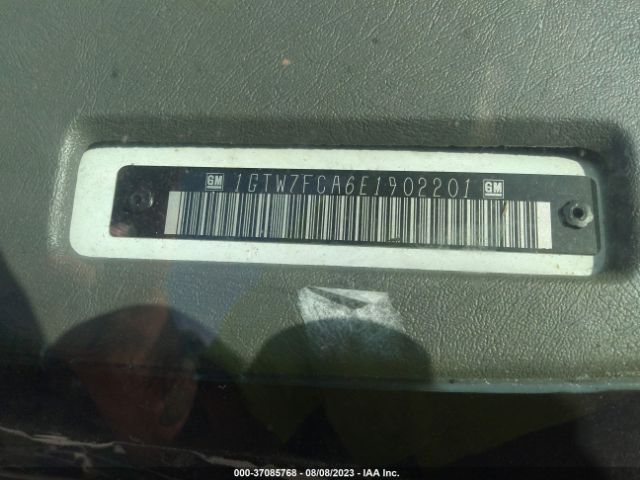 GM 1GTW7FCA6E1902201 GM
000-37085768 - 08/08/2023 - IAA Inc.